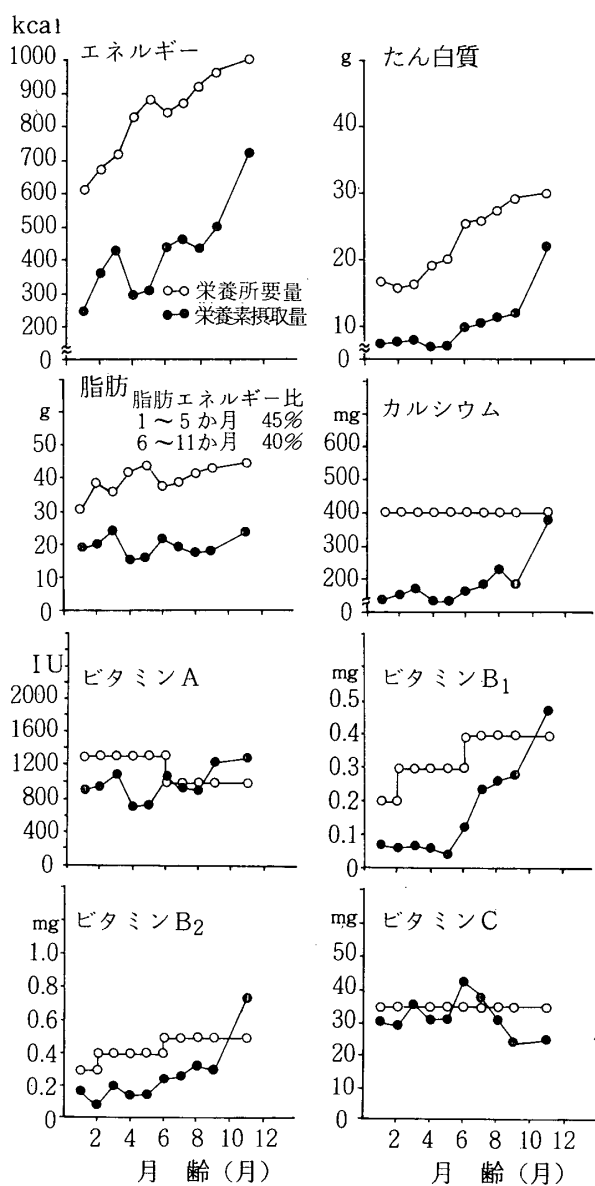 kcal
エネルギー
1000
900
800
700
600
500
400
300
200
0
栄養所要量
栄養素摂取量
g
たん白質
50
40
30
20
10
0
脂肪
脂肪エネルギー比
1〜5か月 45%
6〜11か月 40%
g
50
40
30
20
10
0
mg
カルシウム
600
500
400
300
200
0
IU
ビタミンA
2000
1600
1200
800
400
0
mg
ビタミンB₁
0.5
0.4
0.3
0.2
0.1
0
mg
ビタミンB₂
1.0
0.8
0.6
0.4
0.2
0
2 4 6 8 10 12
月 齢(月)
mg
ビタミンC
50
40
30
20
10
0
2 4 6 8 10 12
月 齢(月)